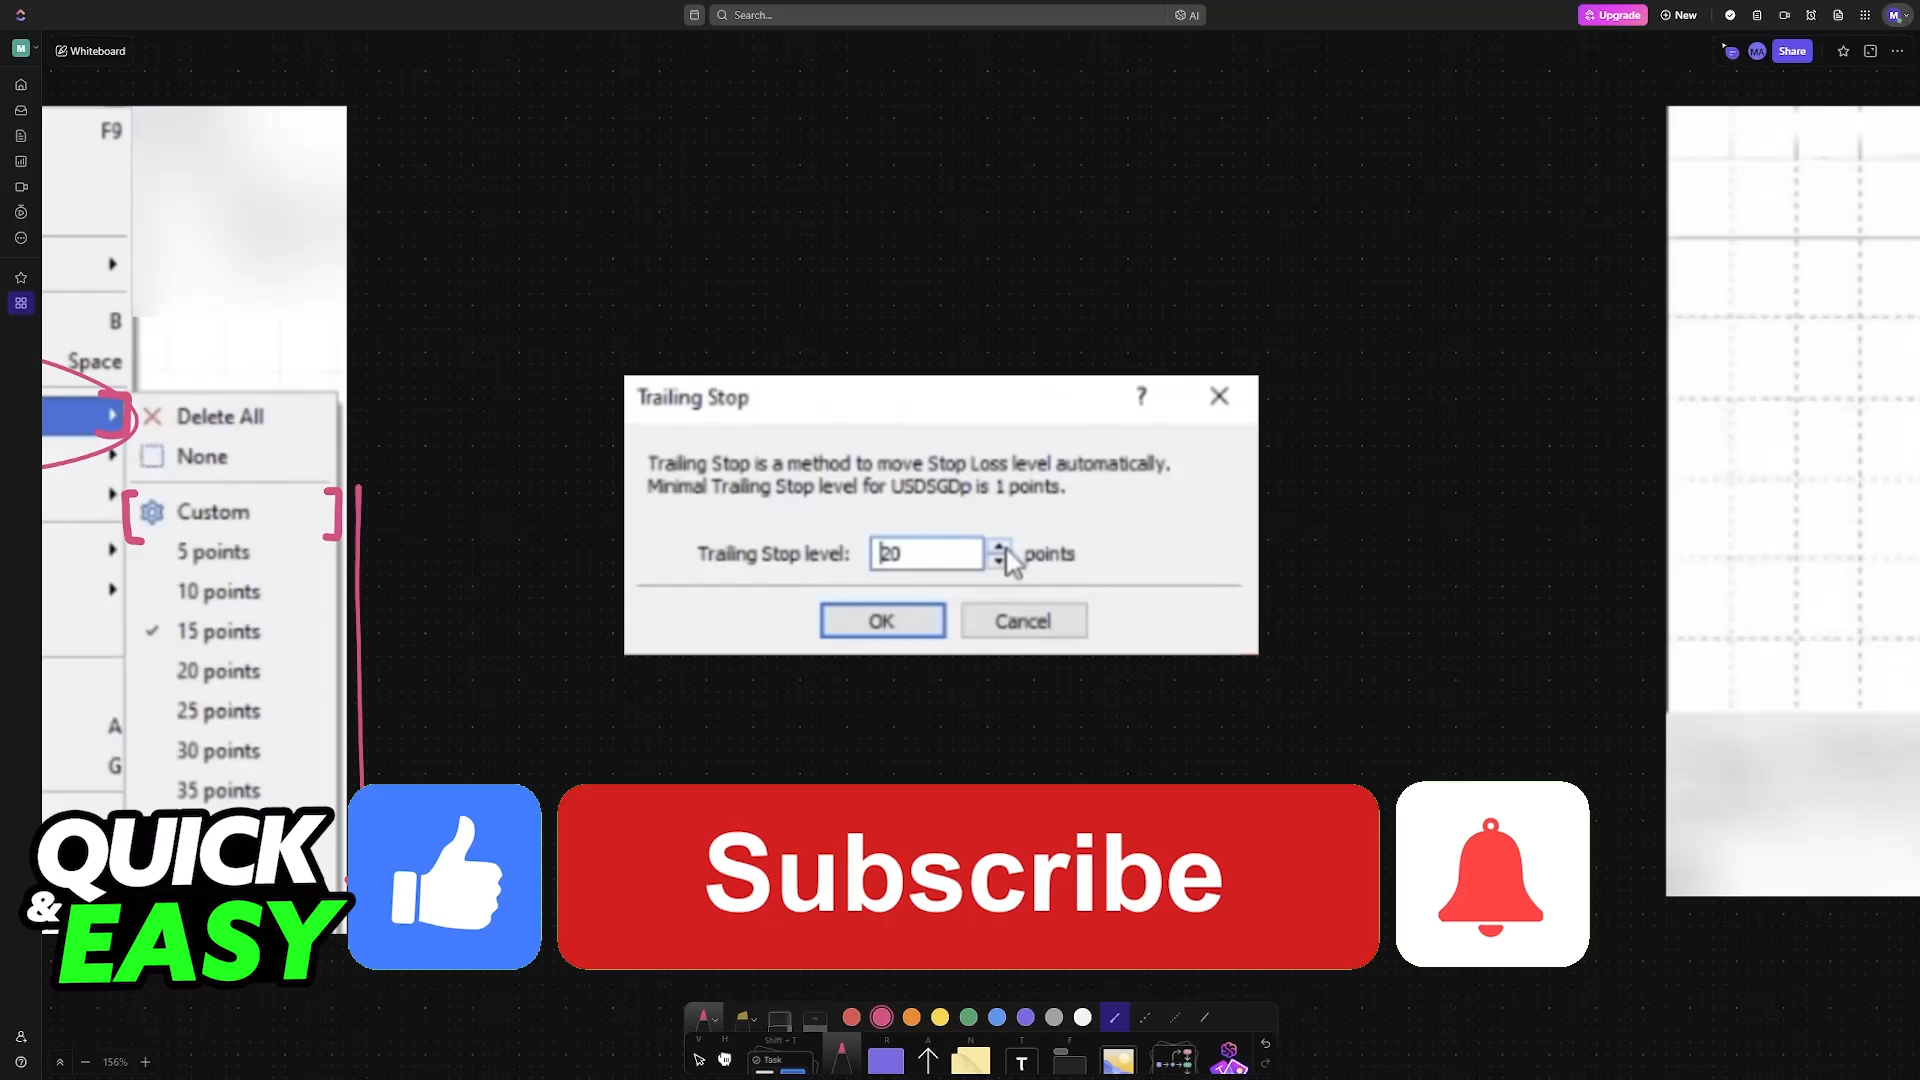 Search...
AI
Upgrade
New
M
M
Whiteboard
MA
Share
F9
B
Space
Delete All
None
Custom
5 points
10 points
15 points
20 points
25 points
30 points
35 points
A
G
Trailing Stop
?
Trailing Stop is a method to move Stop Loss level automatically.
Minimal Trailing Stop level for USDSGDp is 1 points.
Trailing Stop level:
20
points
OK
Cancel
QUICK
&
EASY
Subscribe
V
H
Shift + T
R
A
N
T
F
Task
T
156%